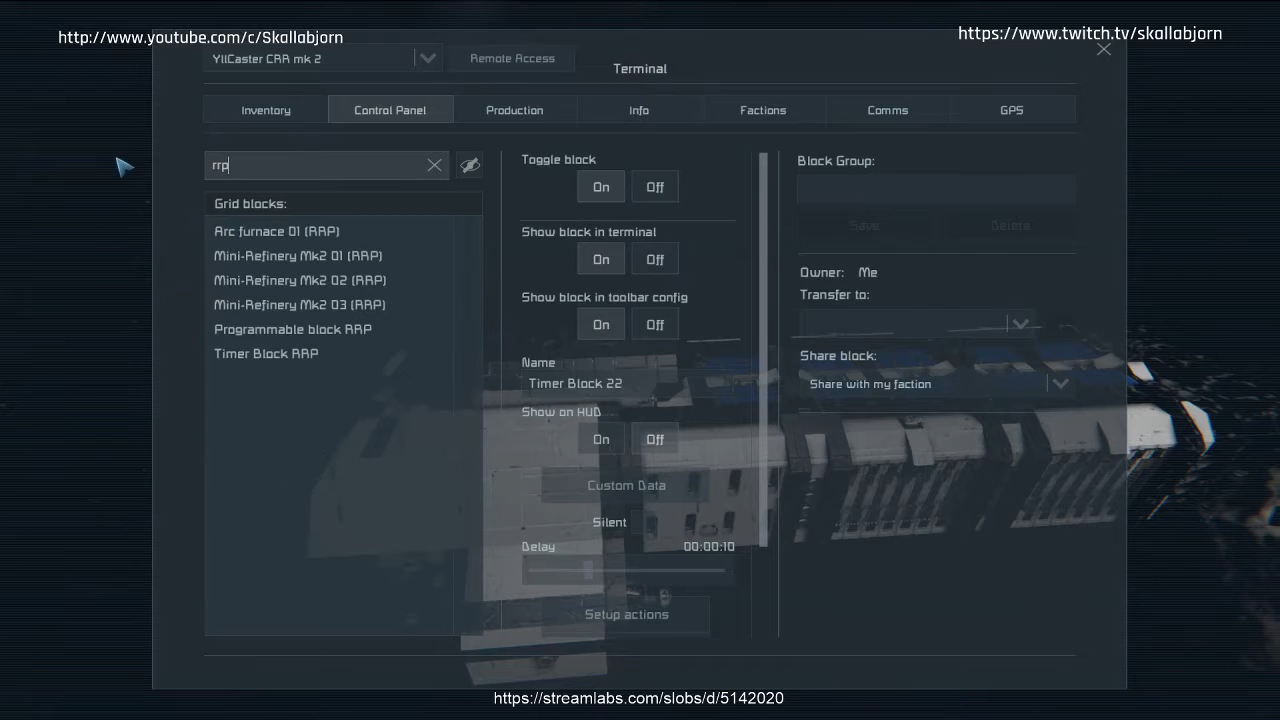 http://www.youtube.com/c/Skallabjorn
https://www.twitch.tv/skallabjorn
YllCaster CRR mk 2
Remote Access
Terminal
Inventory
Control Panel
Production
Info
Factions
Comms
GPS
rrp
Grid blocks:
Arc furnace 01 (RRP)
Mini-Refinery Mk2 01 (RRP)
Mini-Refinery Mk2 02 (RRP)
Mini-Refinery Mk2 03 (RRP)
Programmable block RRP
Timer Block RRP
Toggle block
On Off
Show block in terminal
On Off
Show block in toolbar config
On Off
Name
Timer Block 22
Show on HUD
On Off
Custom Data
Silent
Delay 00:00:10
Setup actions
Block Group:
Save Delete
Owner: Me
Transfer to:
Share block:
Share with my faction
https://streamlabs.com/slobs/d/5142020